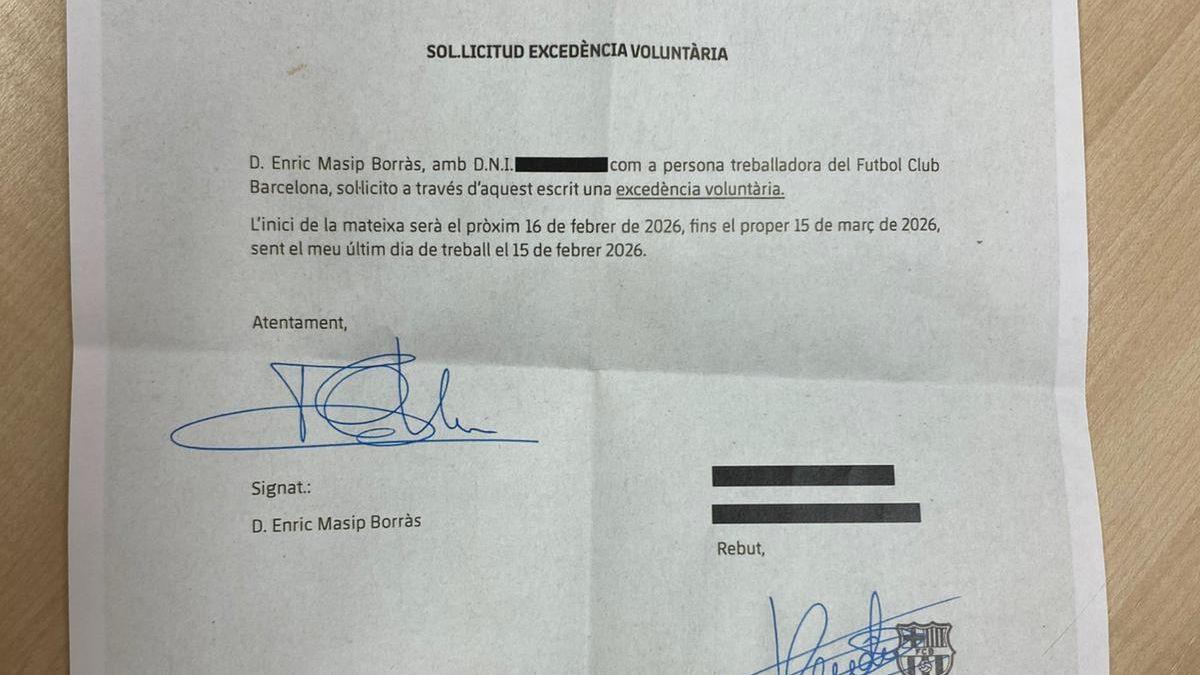 SOL.LICITUD EXCEDÈNCIA VOLUNTÀRIA
D. Enric Masip Borràs, amb D.N.I. com a persona treballadora del Futbol Club
Barcelona, sol·licito a través d'aquest escrit una excedència voluntària.
L'inici de la mateixa serà el pròxim 16 de febrer de 2026, fins el proper 15 de març de 2026,
sent el meu últim dia de treball el 15 de febrer 2026.
Atentament,
Signat.:
D. Enric Masip Borràs
Rebut,
FCB